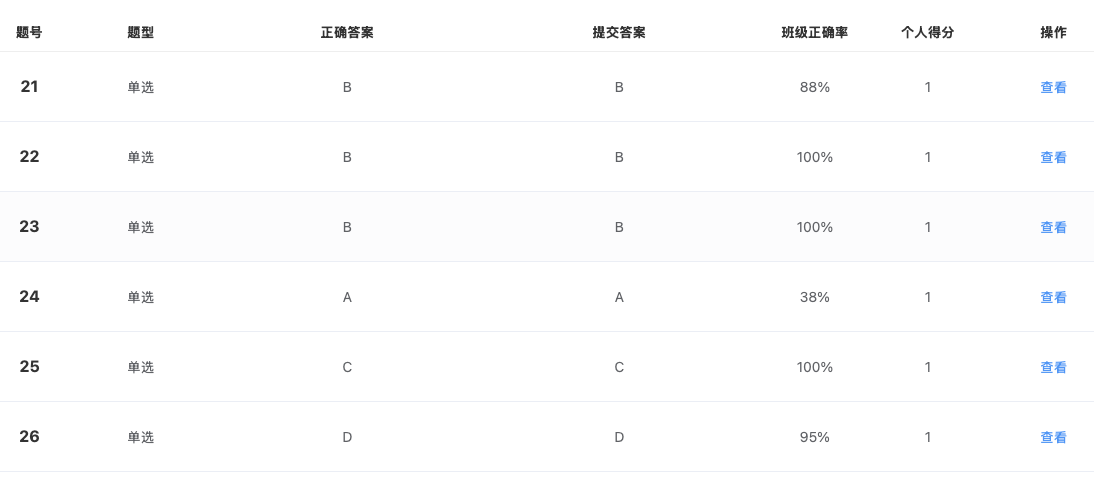 题号 题型 正确答案 提交答案 班级正确率 个人得分 操作
21 单选 B B 88% 1 查看
22 单选 B B 100% 1 查看
23 单选 B B 100% 1 查看
24 单选 A A 38% 1 查看
25 单选 C C 100% 1 查看
26 单选 D D 95% 1 查看